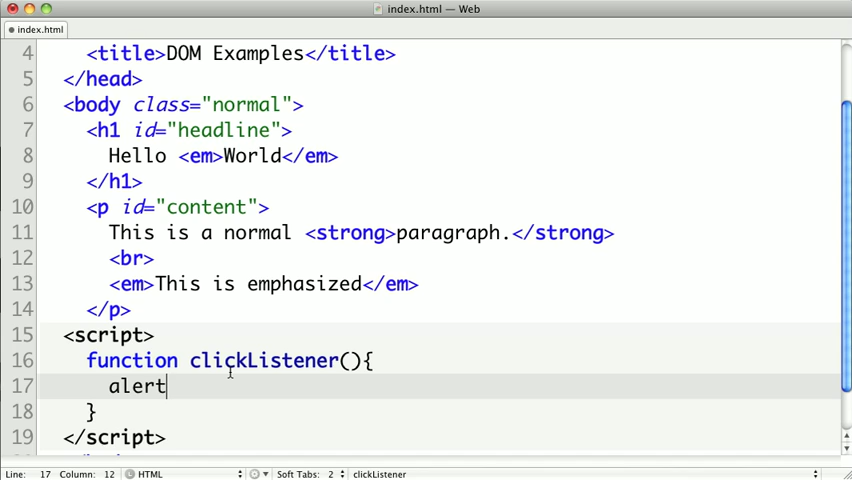 index.html — Web
index.html
4 <title>DOM Examples</title>
5 </head>
6 <body class="normal">
7 <h1 id="headline">
8 Hello <em>World</em>
9 </h1>
10 <p id="content">
11 This is a normal <strong>paragraph.</strong>
12 <br>
13 <em>This is emphasized</em>
14 </p>
15 <script>
16 function clickListener(){
17 alert
18 }
19 </script>
Line: 17 Column: 12 HTML Soft Tabs: 2 clickListener